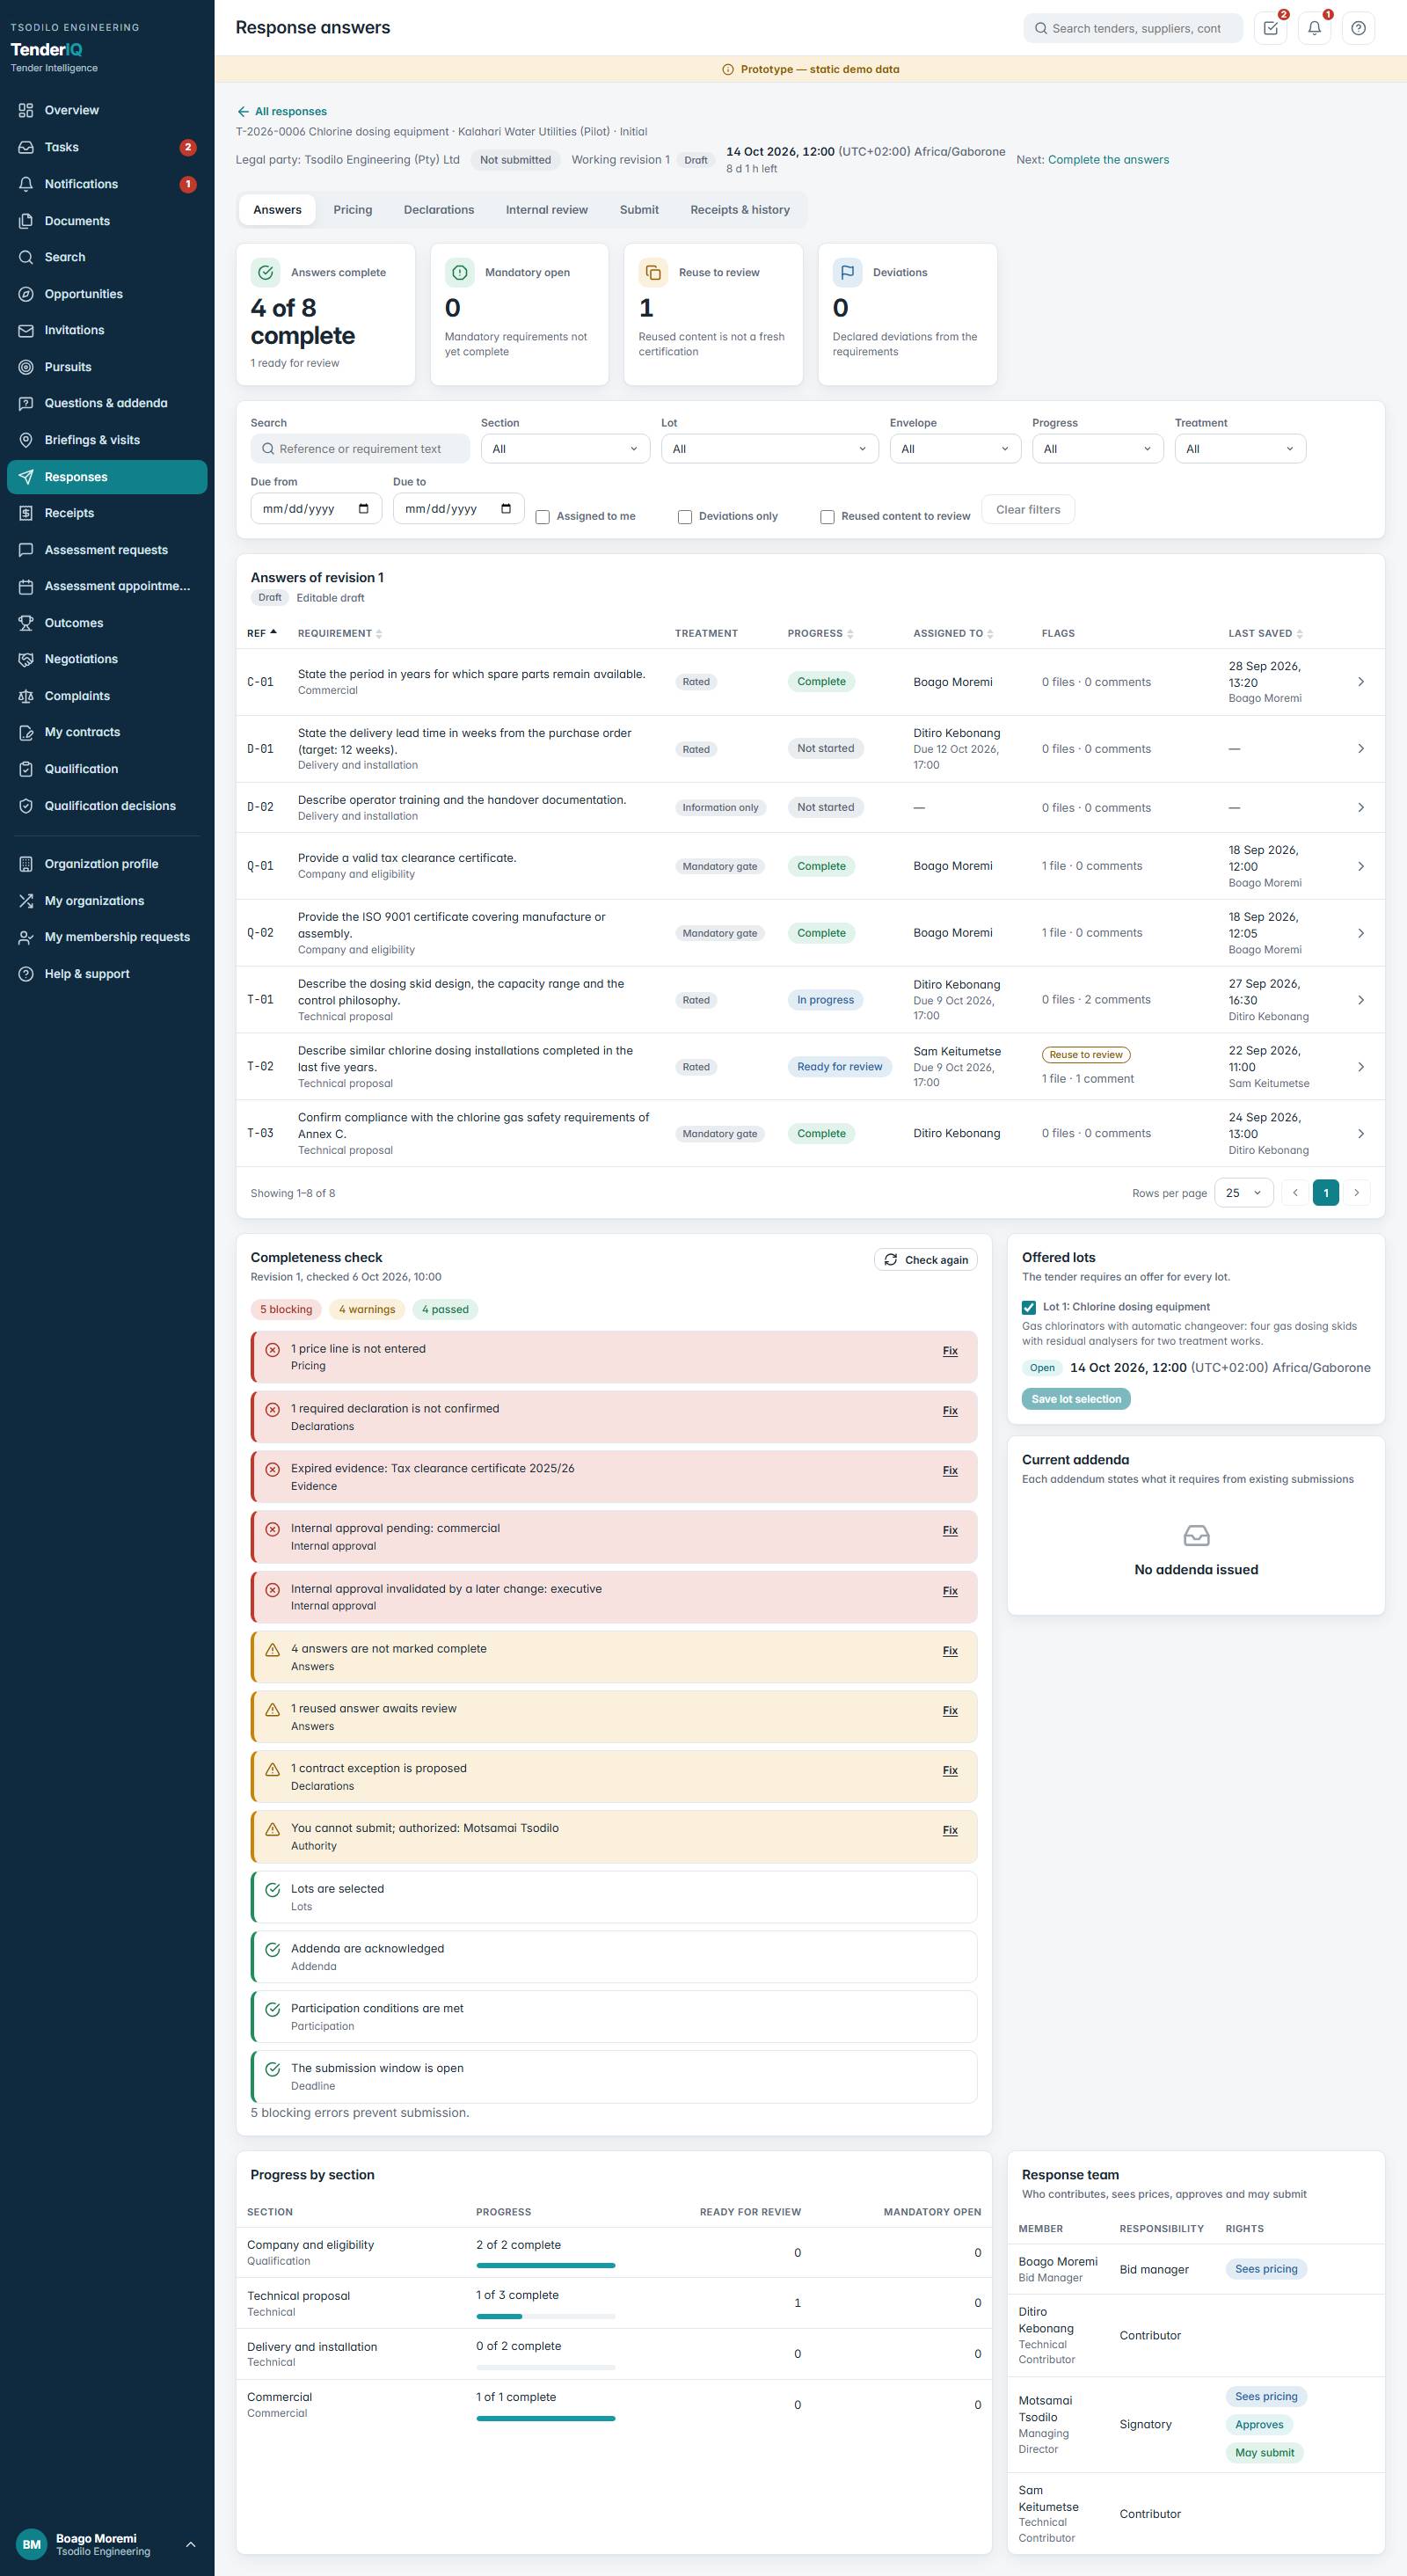 TSODILO ENGINEERING
TenderIQ
Tender Intelligence
Overview
Tasks 2
Notifications 1
Documents
Search
Opportunities
Invitations
Pursuits
Questions & addenda
Briefings & visits
Responses
Receipts
Assessment requests
Assessment appointme...
Outcomes
Negotiations
Complaints
My contracts
Qualification
Qualification decisions
Organization profile
My organizations
My membership requests
Help & support
BM
Boago Moremi
Tsodilo Engineering
Response answers
Search tenders, suppliers, cont
2
1
Prototype — static demo data
All responses
T-2026-0006 Chlorine dosing equipment · Kalahari Water Utilities (Pilot) · Initial
Legal party: Tsodilo Engineering (Pty) Ltd Not submitted Working revision 1 Draft 14 Oct 2026, 12:00 (UTC+02:00) Africa/Gaborone Next: Complete the answers
8 d 1 h left
Answers Pricing Declarations Internal review Submit Receipts & history
Answers complete
4 of 8
complete
1 ready for review
Mandatory open
0
Mandatory requirements not
yet complete
Reuse to review
1
Reused content is not a fresh
certification
Deviations
0
Declared deviations from the
requirements
Search Section Lot Envelope Progress Treatment
Reference or requirement text All All All All All
Due from Due to
mm/dd/yyyy mm/dd/yyyy Assigned to me Deviations only Reused content to review Clear filters
Answers of revision 1
Draft Editable draft
REF REQUIREMENT TREATMENT PROGRESS ASSIGNED TO FLAGS LAST SAVED
C-01 State the period in years for which spare parts remain available. Rated Complete Boago Moremi 0 files · 0 comments 28 Sep 2026,
13:20
Commercial Boago Moremi
D-01 State the delivery lead time in weeks from the purchase order Rated Not started Ditiro Kebonang 0 files · 0 comments —
(target: 12 weeks). Due 12 Oct 2026,
Delivery and installation 17:00
D-02 Describe operator training and the handover documentation. Information only Not started — 0 files · 0 comments —
Delivery and installation
Q-01 Provide a valid tax clearance certificate. Mandatory gate Complete Boago Moremi 1 file · 0 comments 18 Sep 2026,
12:00
Company and eligibility Boago Moremi
Q-02 Provide the ISO 9001 certificate covering manufacture or Mandatory gate Complete Boago Moremi 1 file · 0 comments 18 Sep 2026,
assembly. 12:05
Company and eligibility Boago Moremi
T-01 Describe the dosing skid design, the capacity range and the Rated In progress Ditiro Kebonang 0 files · 2 comments 27 Sep 2026,
control philosophy. Due 9 Oct 2026, 16:30
Technical proposal 17:00 Ditiro Kebonang
T-02 Describe similar chlorine dosing installations completed in the Rated Ready for review Sam Keitumetse Reuse to review 22 Sep 2026,
last five years. Due 9 Oct 2026, 1 file · 1 comment 11:00
Technical proposal 17:00 Sam Keitumetse
T-03 Confirm compliance with the chlorine gas safety requirements of Mandatory gate Complete Ditiro Kebonang 0 files · 0 comments 24 Sep 2026,
Annex C. 13:00
Technical proposal Ditiro Kebonang
Showing 1–8 of 8 Rows per page 25 1
Completeness check Check again
Revision 1, checked 6 Oct 2026, 10:00
5 blocking 4 warnings 4 passed
1 price line is not entered Fix
Pricing
1 required declaration is not confirmed Fix
Declarations
Expired evidence: Tax clearance certificate 2025/26 Fix
Evidence
Internal approval pending: commercial Fix
Internal approval
Internal approval invalidated by a later change: executive Fix
Internal approval
4 answers are not marked complete Fix
Answers
1 reused answer awaits review Fix
Answers
1 contract exception is proposed Fix
Declarations
You cannot submit; authorized: Motsamai Tsodilo Fix
Authority
Lots are selected
Lots
Addenda are acknowledged
Addenda
Participation conditions are met
Participation
The submission window is open
Deadline
5 blocking errors prevent submission.
Offered lots
The tender requires an offer for every lot.
Lot 1: Chlorine dosing equipment
Gas chlorinators with automatic changeover: four gas dosing skids
with residual analysers for two treatment works.
Open 14 Oct 2026, 12:00 (UTC+02:00) Africa/Gaborone
Save lot selection
Current addenda
Each addendum states what it requires from existing submissions
No addenda issued
Progress by section
SECTION PROGRESS READY FOR REVIEW MANDATORY OPEN
Company and eligibility 2 of 2 complete 0 0
Qualification
Technical proposal 1 of 3 complete 1 0
Technical
Delivery and installation 0 of 2 complete 0 0
Technical
Commercial 1 of 1 complete 0 0
Commercial
Response team
Who contributes, sees prices, approves and may submit
MEMBER RESPONSIBILITY RIGHTS
Boago Moremi Bid manager Sees pricing
Bid Manager
Ditiro
Kebonang Contributor
Technical
Contributor
Motsamai Sees pricing
Tsodilo Signatory Approves
Managing
Director May submit
Sam
Keitumetse Contributor
Technical
Contributor